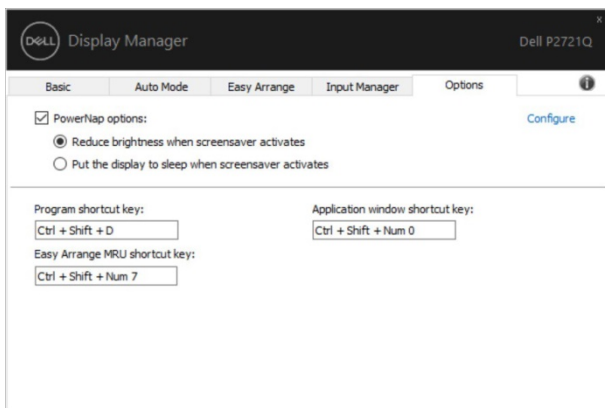 x
DELL Display Manager
Dell P2721Q
Basic Auto Mode Easy Arrange Input Manager Options i
PowerNap options:
Configure
Reduce brightness when screensaver activates
Put the display to sleep when screensaver activates
Program shortcut key:
Application window shortcut key:
Ctrl + Shift + D
Ctrl + Shift + Num 0
Easy Arrange MRU shortcut key:
Ctrl + Shift + Num 7